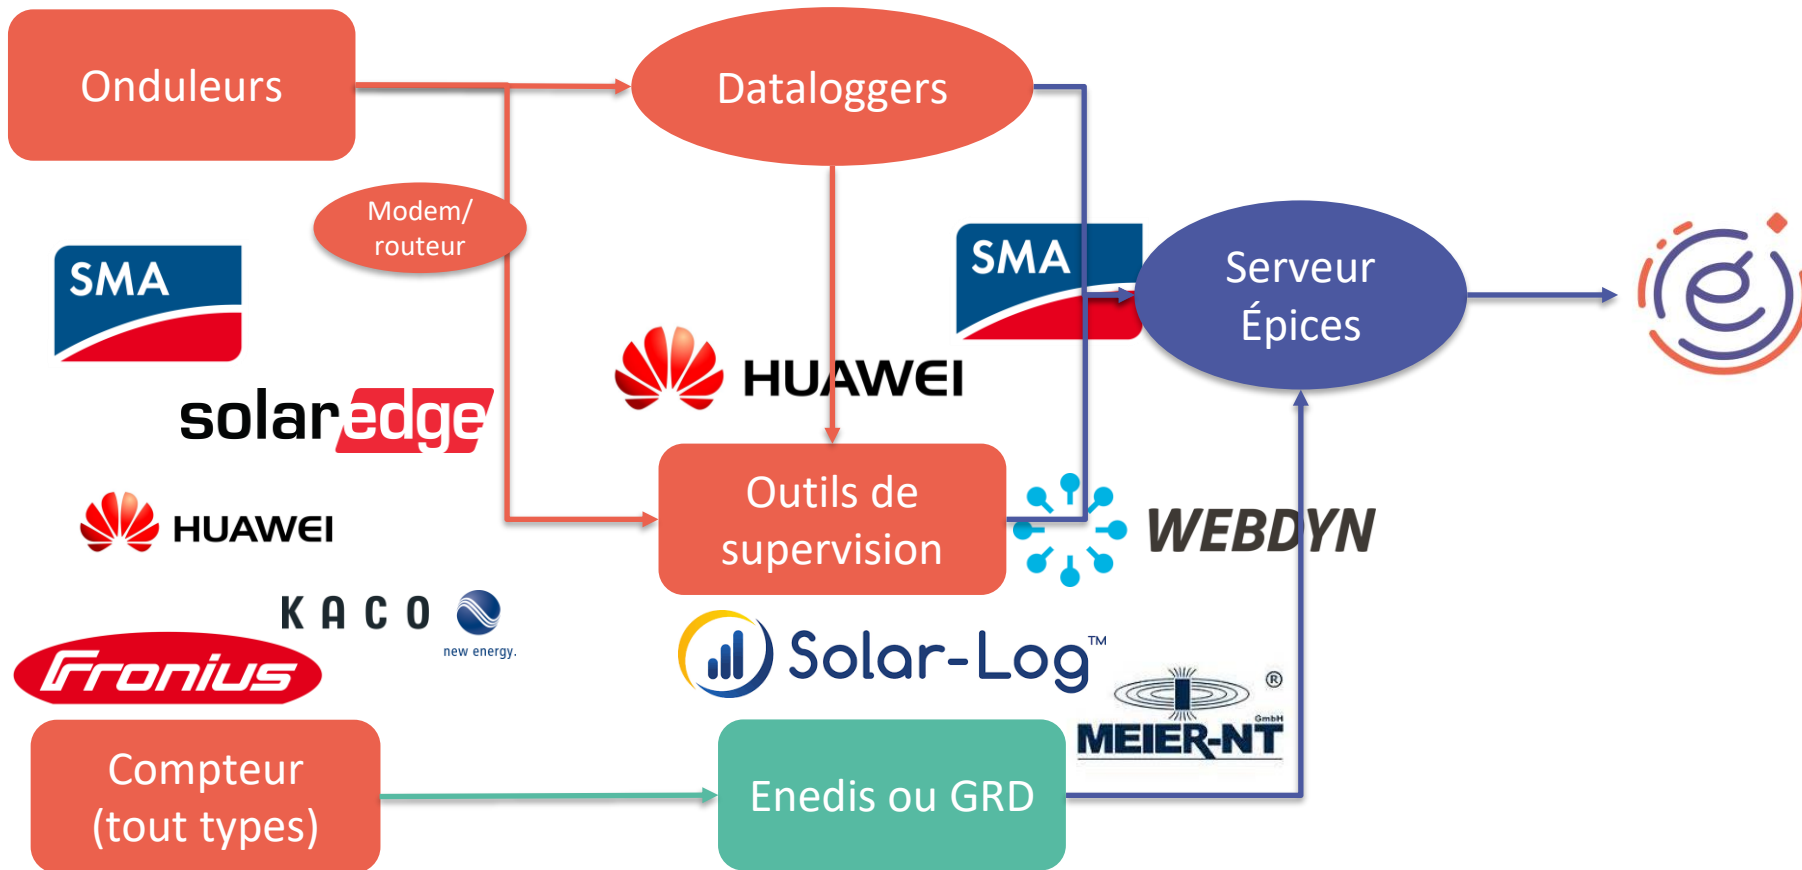 Onduleurs
Dataloggers
Modem/
routeur
SMA
SMA
Serveur
Épices
HUAWEI
solaredge
Outils de
supervision
HUAWEI
WEBDYN
KACO
new energy.
Fronius
Solar-Log™
®
GmbH
MEIER-NT
Compteur
(tout types)
Enedis ou GRD